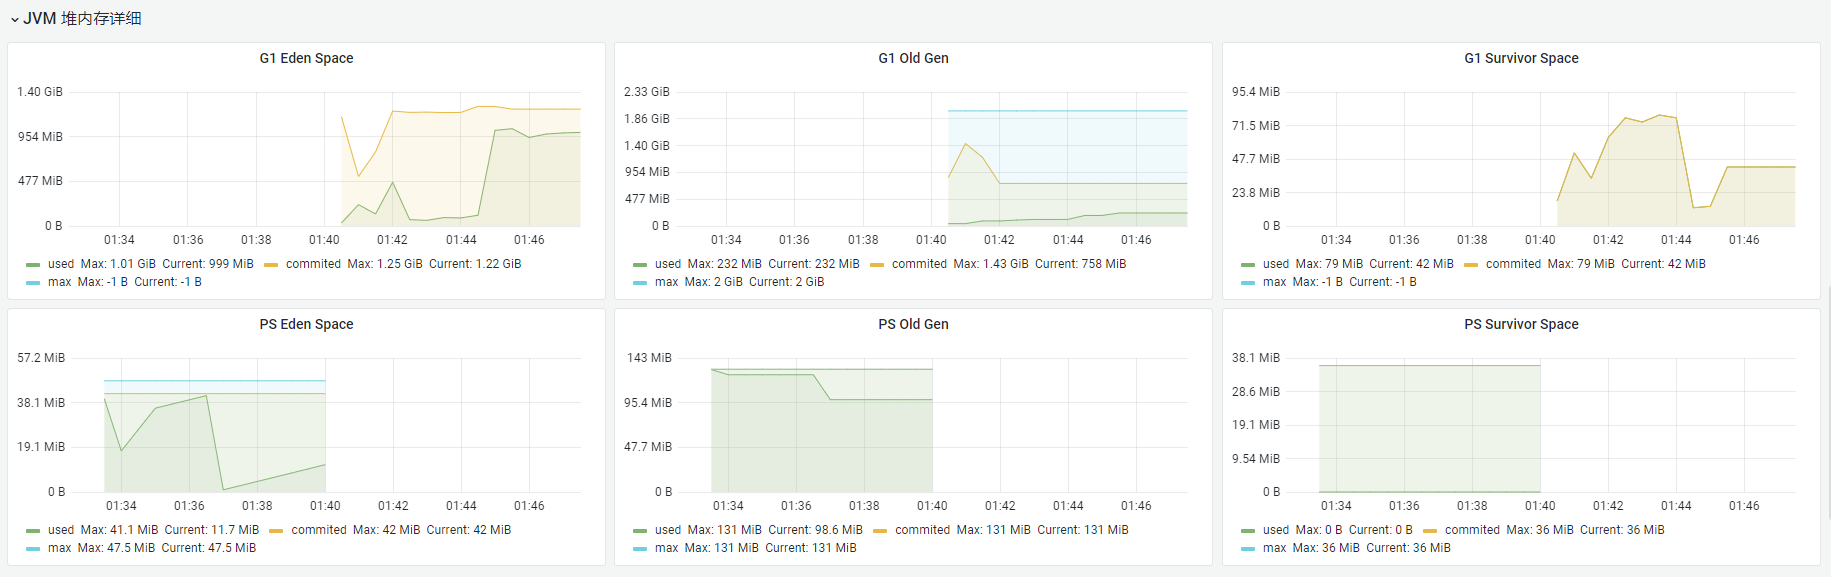 JVM 堆内存详细
G1 Eden Space
1.40 GiB
954 MiB
477 MiB
0 B
01:34 01:36 01:38 01:40 01:42 01:44 01:46
used Max: 1.01 GiB Current: 999 MiB commited Max: 1.25 GiB Current: 1.22 GiB
max Max: -1 B Current: -1 B
G1 Old Gen
2.33 GiB
1.86 GiB
1.40 GiB
954 MiB
477 MiB
0 B
01:34 01:36 01:38 01:40 01:42 01:44 01:46
used Max: 232 MiB Current: 232 MiB commited Max: 1.43 GiB Current: 758 MiB
max Max: 2 GiB Current: 2 GiB
G1 Survivor Space
95.4 MiB
71.5 MiB
47.7 MiB
23.8 MiB
0 B
01:34 01:36 01:38 01:40 01:42 01:44 01:46
used Max: 79 MiB Current: 42 MiB commited Max: 79 MiB Current: 42 MiB
max Max: -1 B Current: -1 B
PS Eden Space
57.2 MiB
38.1 MiB
19.1 MiB
0 B
01:34 01:36 01:38 01:40 01:42 01:44 01:46
used Max: 41.1 MiB Current: 11.7 MiB commited Max: 42 MiB Current: 42 MiB
max Max: 47.5 MiB Current: 47.5 MiB
PS Old Gen
143 MiB
95.4 MiB
47.7 MiB
0 B
01:34 01:36 01:38 01:40 01:42 01:44 01:46
used Max: 131 MiB Current: 98.6 MiB commited Max: 131 MiB Current: 131 MiB
max Max: 131 MiB Current: 131 MiB
PS Survivor Space
38.1 MiB
28.6 MiB
19.1 MiB
9.54 MiB
0 B
01:34 01:36 01:38 01:40 01:42 01:44 01:46
used Max: 0 B Current: 0 B commited Max: 36 MiB Current: 36 MiB
max Max: 36 MiB Current: 36 MiB